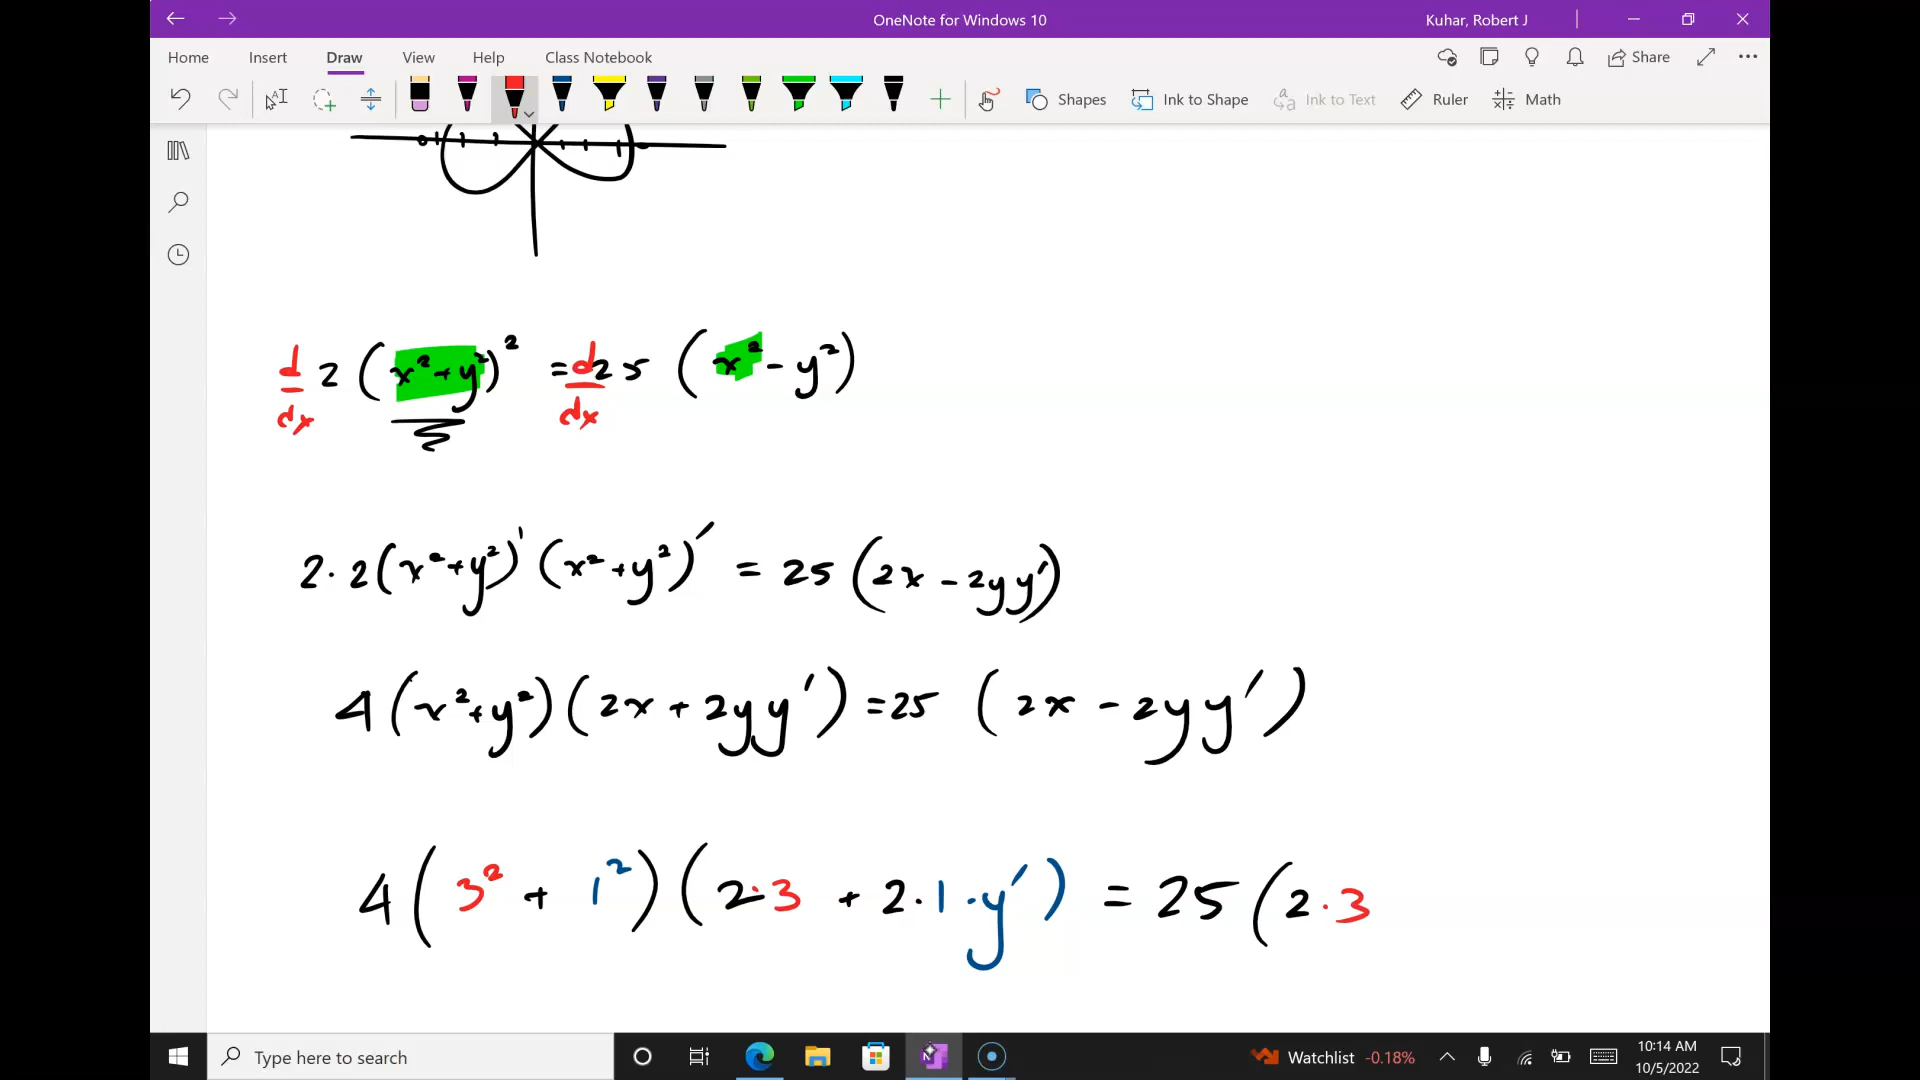 OneNote for Windows 10
Kuhar, Robert J
Home Insert Draw View Help Class Notebook Share
Shapes Ink to Shape Ink to Text Ruler Math
d/dx 2 (x² + y²)² = d/dx 25 (x² - y²)
2 · 2 (x² + y²)' (x² + y²)' = 25 (2x - 2yy')
4 (x² + y²) (2x + 2yy') = 25 (2x - 2yy')
4 (3² + 1²) (2 · 3 + 2 · 1 · y') = 25 (2 · 3
Type here to search
Watchlist -0.18%
10:14 AM
10/5/2022